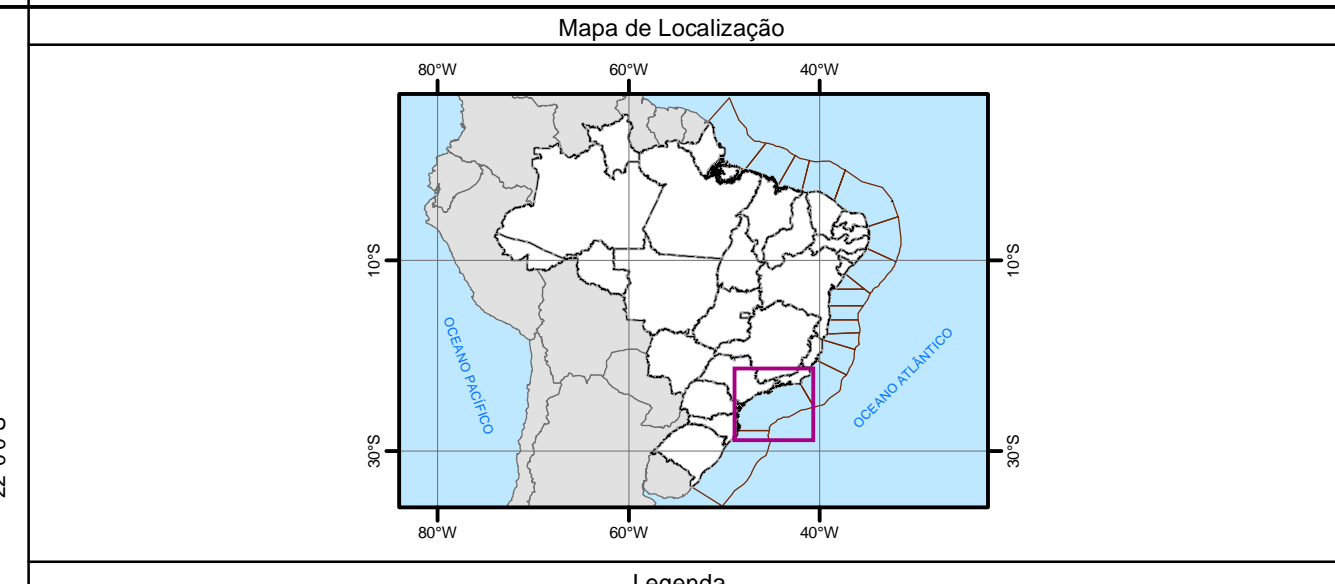 Mapa de Localização
80°W 60°W 40°W
10°S 10°S
OCEANO PACÍFICO
OCEANO ATLÂNTICO
30°S 30°S
80°W 60°W 40°W
Legenda